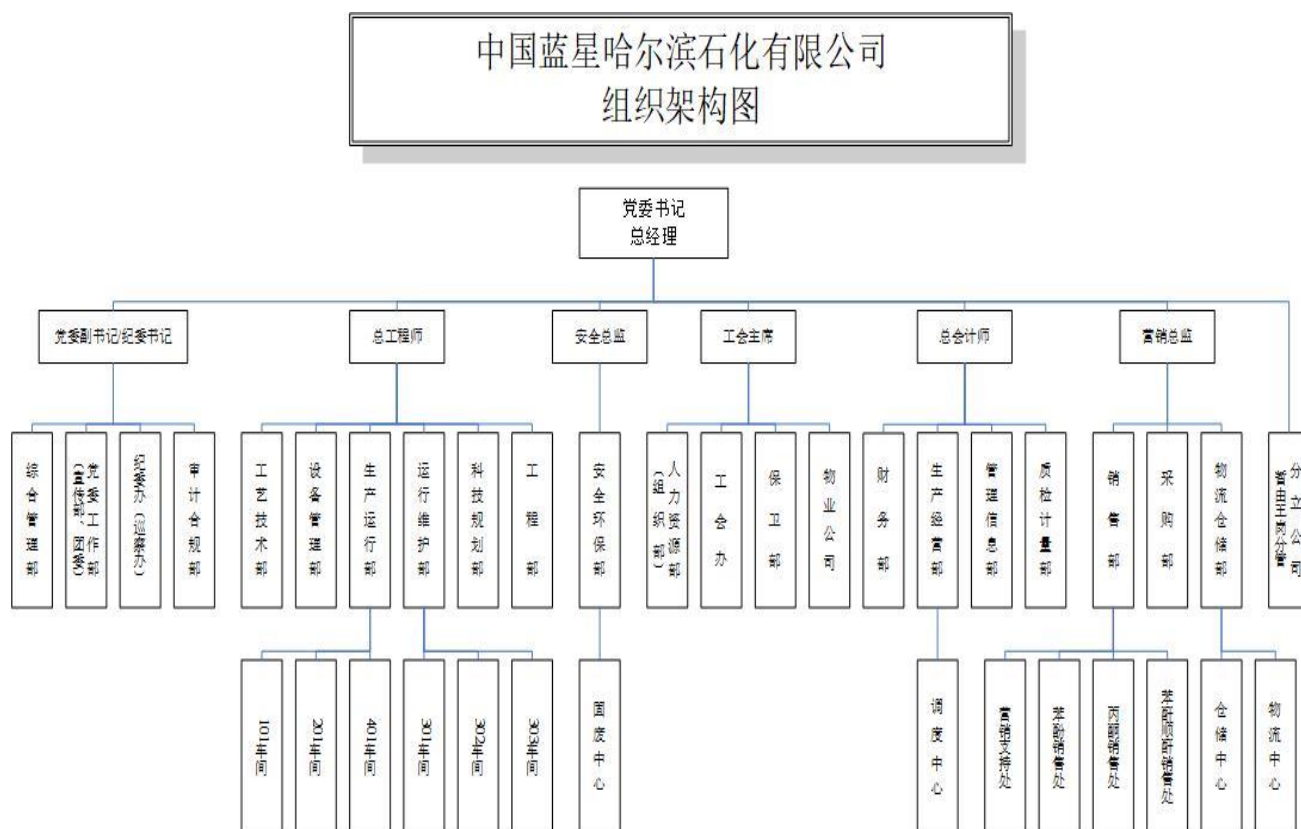 中国蓝星哈尔滨石化有限公司
组织架构图
党委书记
总经理
党委副书记/纪委书记
总工程师
安全总监
工会主席
总会计师
营销总监
综合管理部
党委工作部
（宣传部、团委）
纪委办（巡察办）
审计合规部
工艺技术部
设备管理部
生产运行部
运行维护部
科技规划部
工程部
安全环保部
人力资源部
（组织部）
工会办
保卫部
物业公司
财务部
生产经营部
管理信息部
质检计量部
销售部
采购部
物流仓储部
分立公司
暂由王岗分管
101车间
201车间
401车间
301车间
302车间
303车间
固废中心
调度中心
营销支持处
苯酚销售处
丙酮销售处
苯酐顺酐销售处
仓储中心
物流中心